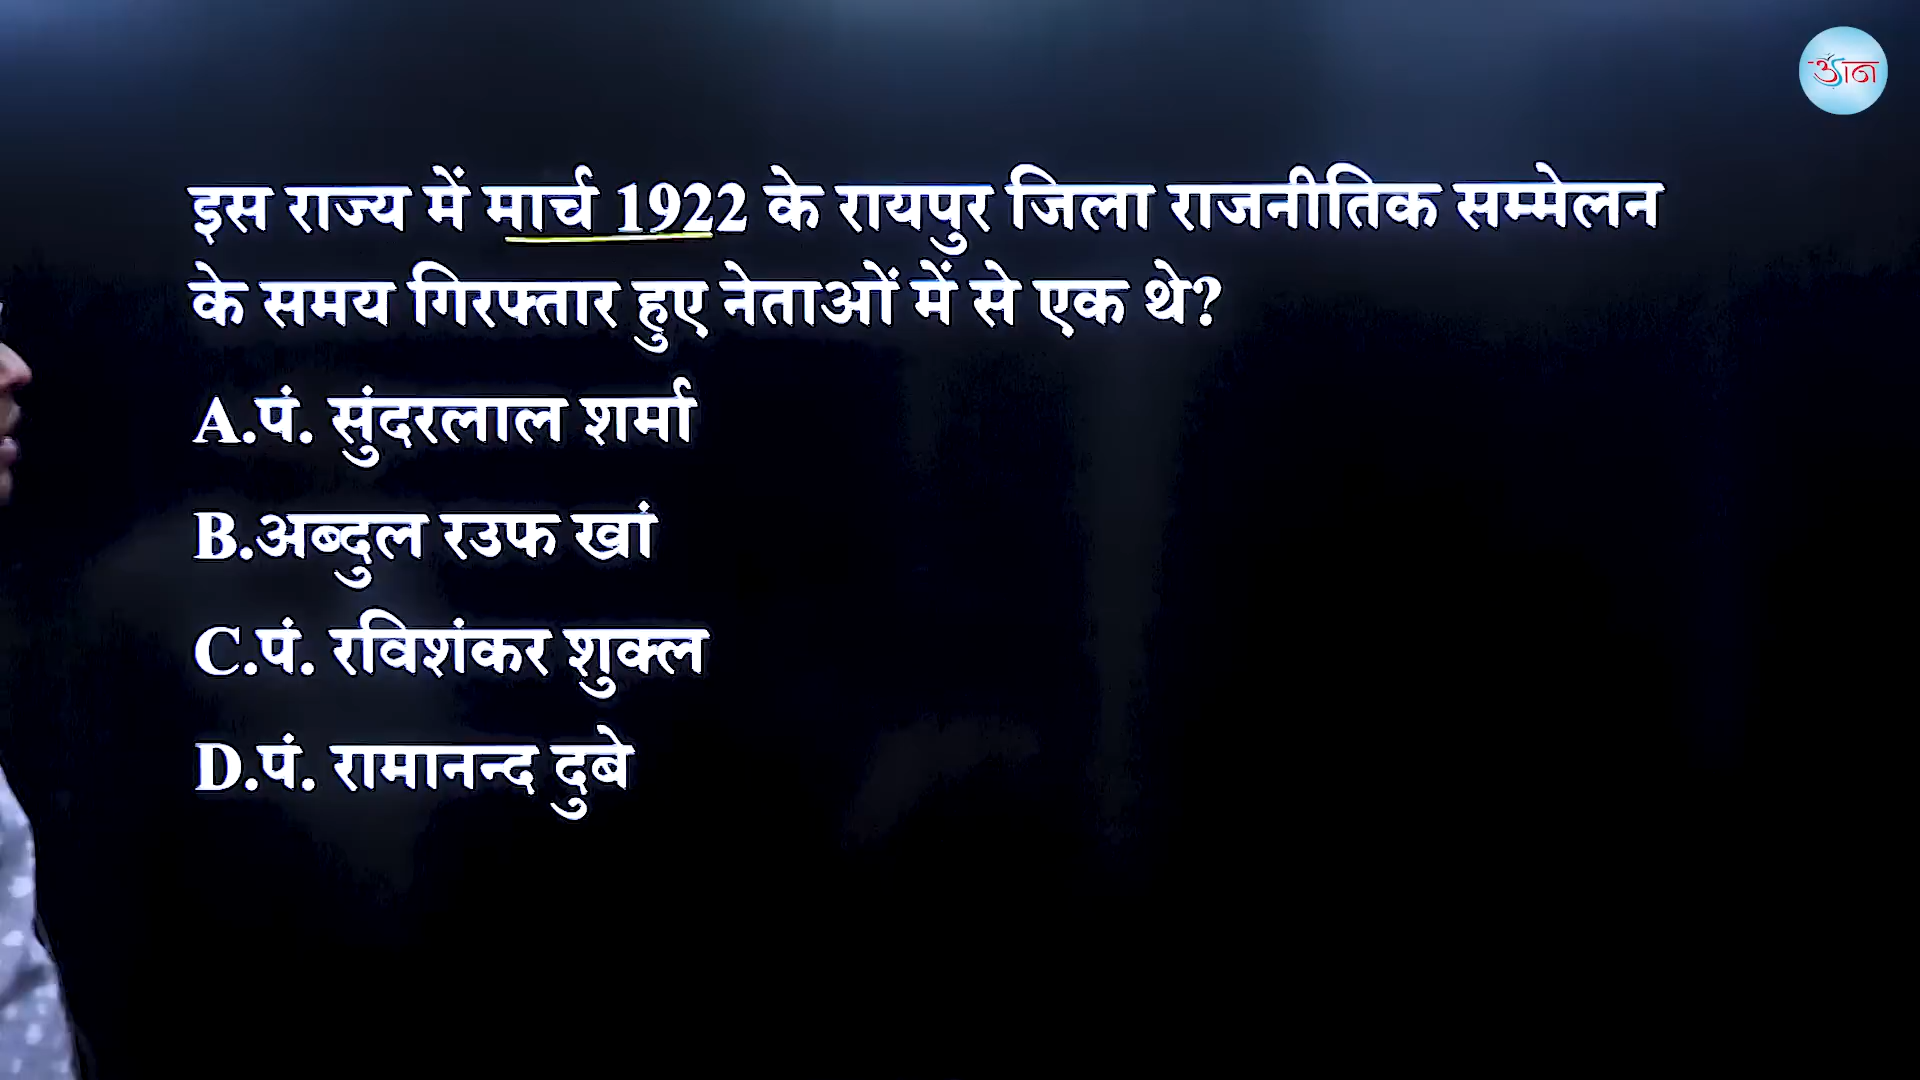 ज्ञान
इस राज्य में मार्च 1922 के रायपुर जिला राजनीतिक सम्मेलन
के समय गिरफ्तार हुए नेताओं में से एक थे?
A.पं. सुंदरलाल शर्मा
B.अब्दुल रउफ खां
C.पं. रविशंकर शुक्ल
D.पं. रामानन्द दुबे